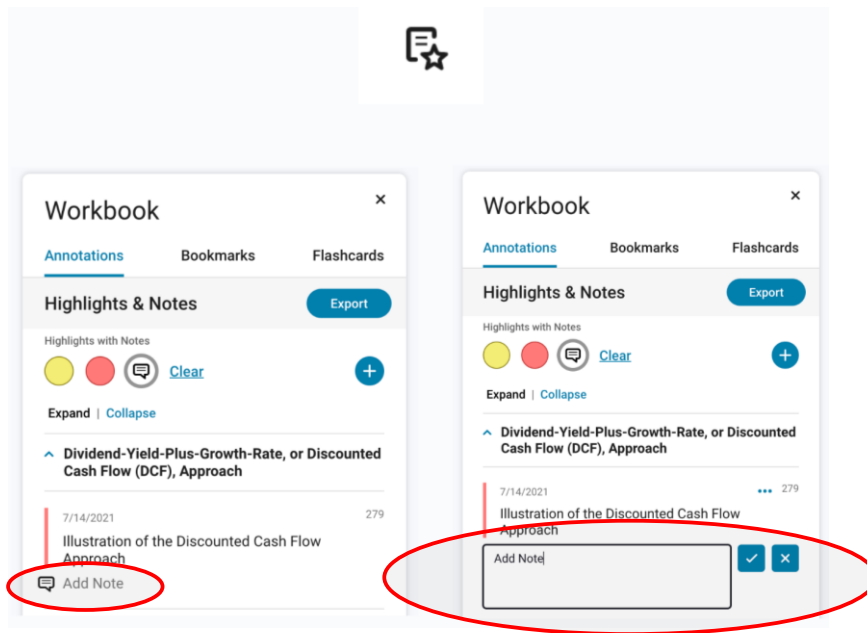 Workbook
×
Annotations Bookmarks Flashcards
Highlights & Notes Export
Highlights with Notes
Clear +
Expand | Collapse
Dividend-Yield-Plus-Growth-Rate, or Discounted
Cash Flow (DCF), Approach
7/14/2021 279
Illustration of the Discounted Cash Flow
Approach
Add Note
Workbook
×
Annotations Bookmarks Flashcards
Highlights & Notes Export
Highlights with Notes
Clear +
Expand | Collapse
Dividend-Yield-Plus-Growth-Rate, or Discounted
Cash Flow (DCF), Approach
7/14/2021 ••• 279
Illustration of the Discounted Cash Flow
Approach
Add Note